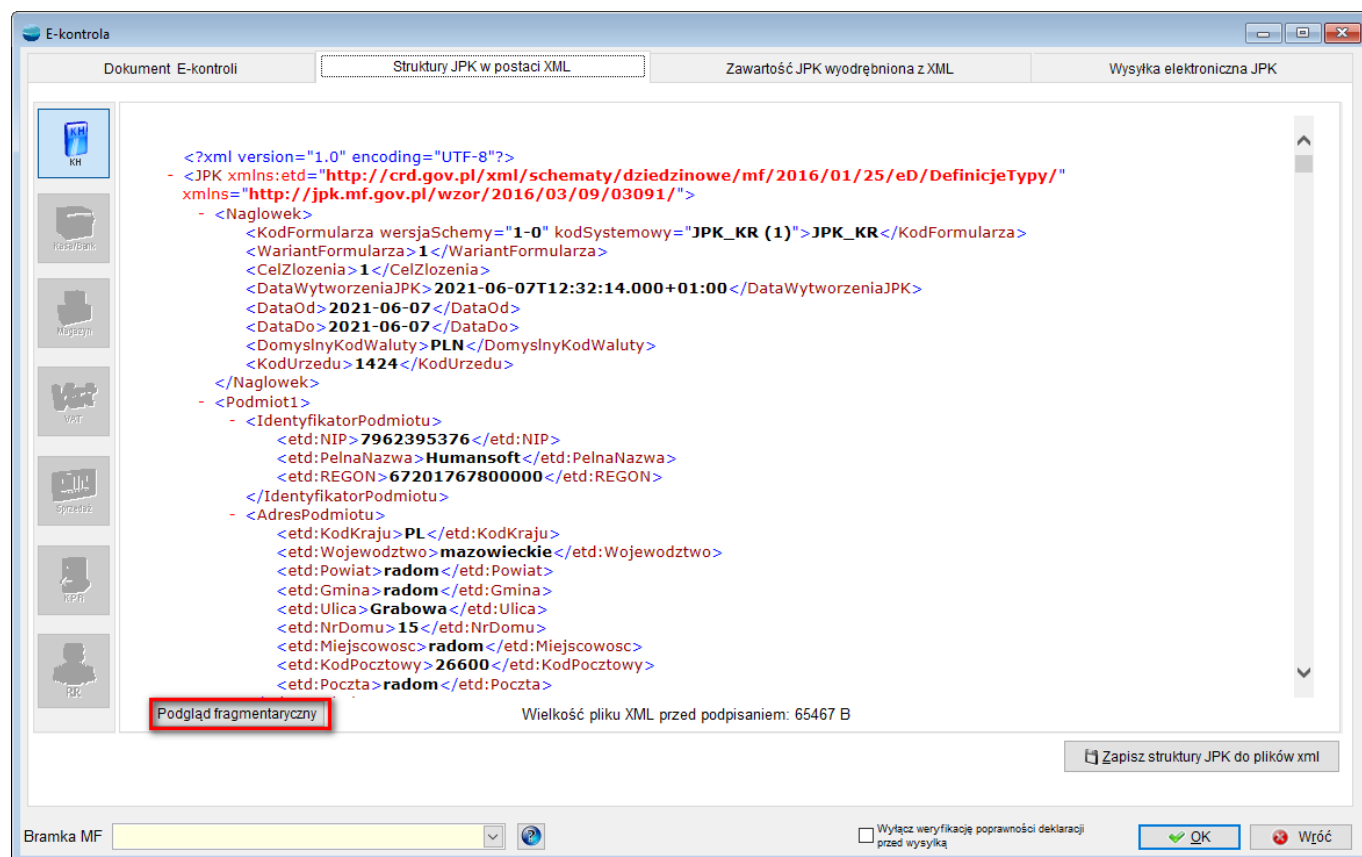 E-kontrola
Dokument E-kontroli
Struktury JPK w postaci XML
Zawartość JPK wyodrębniona z XML
Wysyłka elektroniczna JPK
KH
KH
Kasa/Bank
Magazyn
Vat
VAT
Sprzedaż
KPiR
RR
<?xml version="1.0" encoding="UTF-8"?>
- <JPK xmlns:etd="http://crd.gov.pl/xml/schematy/dziedzinowe/mf/2016/01/25/eD/DefinicjeTypy/"
xmlns="http://jpk.mf.gov.pl/wzor/2016/03/09/03091/">
- <Naglowek>
<KodFormularza wersjaSchemy="1-0" kodSystemowy="JPK_KR (1)">JPK_KR</KodFormularza>
<WariantFormularza>1</WariantFormularza>
<CelZlozenia>1</CelZlozenia>
<DataWytworzeniaJPK>2021-06-07T12:32:14.000+01:00</DataWytworzeniaJPK>
<DataOd>2021-06-07</DataOd>
<DataDo>2021-06-07</DataDo>
<DomyslnyKodWaluty>PLN</DomyslnyKodWaluty>
<KodUrzedu>1424</KodUrzedu>
</Naglowek>
- <Podmiot1>
- <IdentyfikatorPodmiotu>
<etd:NIP>7962395376</etd:NIP>
<etd:PelnaNazwa>Humansoft</etd:PelnaNazwa>
<etd:REGON>67201767800000</etd:REGON>
</IdentyfikatorPodmiotu>
- <AdresPodmiotu>
<etd:KodKraju>PL</etd:KodKraju>
<etd:Wojewodztwo>mazowieckie</etd:Wojewodztwo>
<etd:Powiat>radom</etd:Powiat>
<etd:Gmina>radom</etd:Gmina>
<etd:Ulica>Grabowa</etd:Ulica>
<etd:NrDomu>15</etd:NrDomu>
<etd:Miejscowosc>radom</etd:Miejscowosc>
<etd:KodPocztowy>26600</etd:KodPocztowy>
<etd:Poczta>radom</etd:Poczta>
Podgląd fragmentaryczny
Wielkość pliku XML przed podpisaniem: 65467 B
Zapisz struktury JPK do plików xml
Bramka MF
Wyłącz weryfikację poprawności deklaracji
przed wysyłką
OK
Wróć